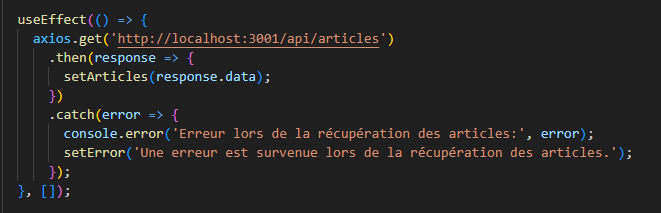 useEffect(() => {
  axios.get('http://localhost:3001/api/articles')
    .then(response => {
      setArticles(response.data);
    })
    .catch(error => {
      console.error('Erreur lors de la récupération des articles:', error);
      setError('Une erreur est survenue lors de la récupération des articles.');
    });
}, []);